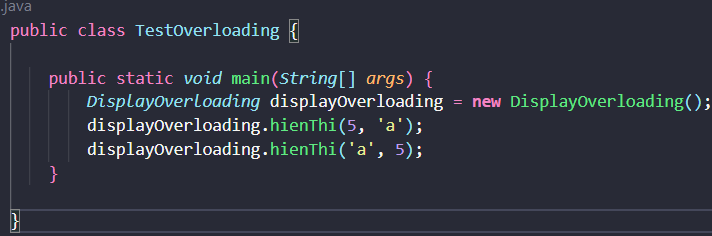 .java
public class TestOverloading {
public static void main(String[] args) {
DisplayOverloading displayOverloading = new DisplayOverloading();
displayOverloading.hienThi(5, 'a');
displayOverloading.hienThi('a', 5);
}
}